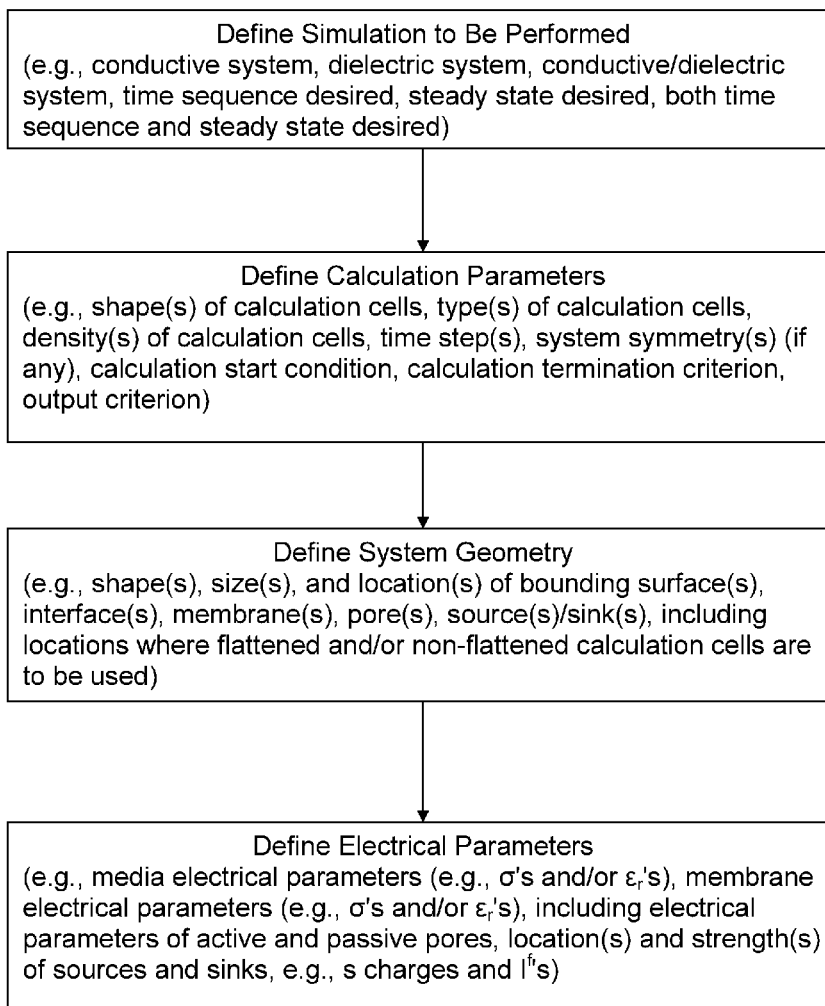 Define Simulation to Be Performed
(e.g., conductive system, dielectric system, conductive/dielectric
system, time sequence desired, steady state desired, both time
sequence and steady state desired)
Define Calculation Parameters
(e.g., shape(s) of calculation cells, type(s) of calculation cells,
density(s) of calculation cells, time step(s), system symmetry(s) (if
any), calculation start condition, calculation termination criterion,
output criterion)
Define System Geometry
(e.g., shape(s), size(s), and location(s) of bounding surface(s),
interface(s), membrane(s), pore(s), source(s)/sink(s), including
locations where flattened and/or non-flattened calculation cells are
to be used)
Define Electrical Parameters
(e.g., media electrical parameters (e.g., σ's and/or εᵣ's), membrane
electrical parameters (e.g., σ's and/or εᵣ's), including electrical
parameters of active and passive pores, location(s) and strength(s)
of sources and sinks, e.g., s charges and Iᶠ's)